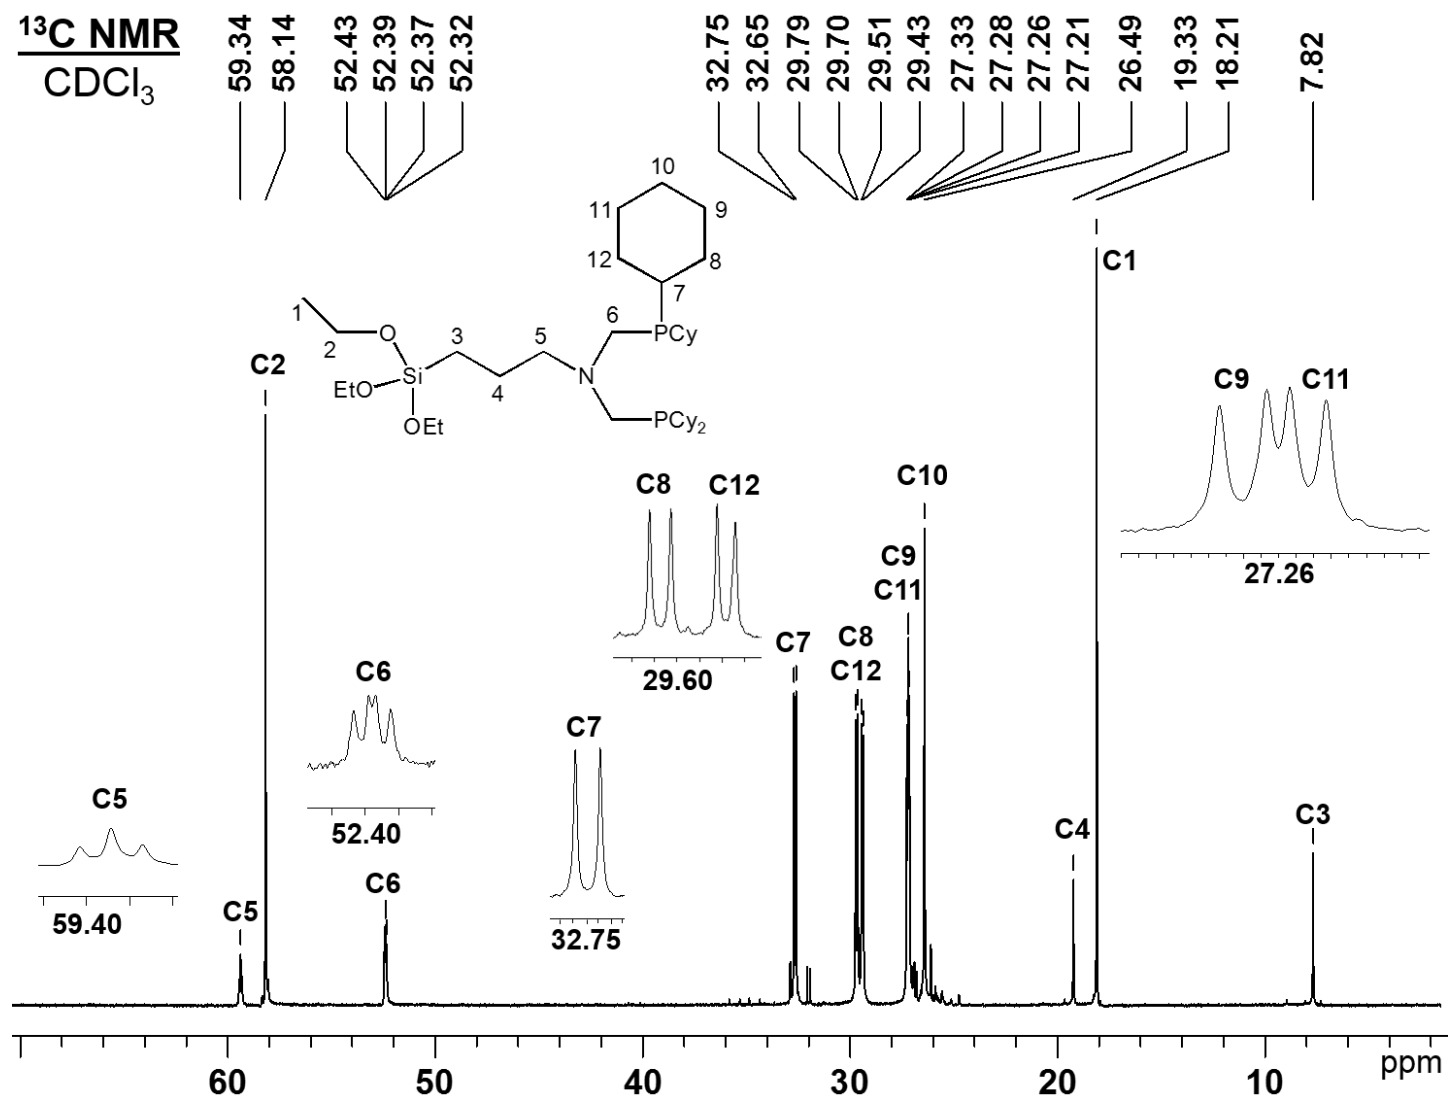 ¹³C NMR
CDCl₃
59.34
58.14
52.43
52.39
52.37
52.32
32.75
32.65
29.79
29.70
29.51
29.43
27.33
27.28
27.26
27.21
26.49
19.33
18.21
7.82
10
11
9
12
8
7
1
2
O
3
5
6
PCy
EtO
Si
4
N
OEt
PCy₂
C1
C2
C9
C11
27.26
C8
C12
29.60
C10
C9
C11
C7
C8
C12
C6
52.40
C7
32.75
C5
59.40
C5
C6
C4
C3
60
50
40
30
20
10
ppm